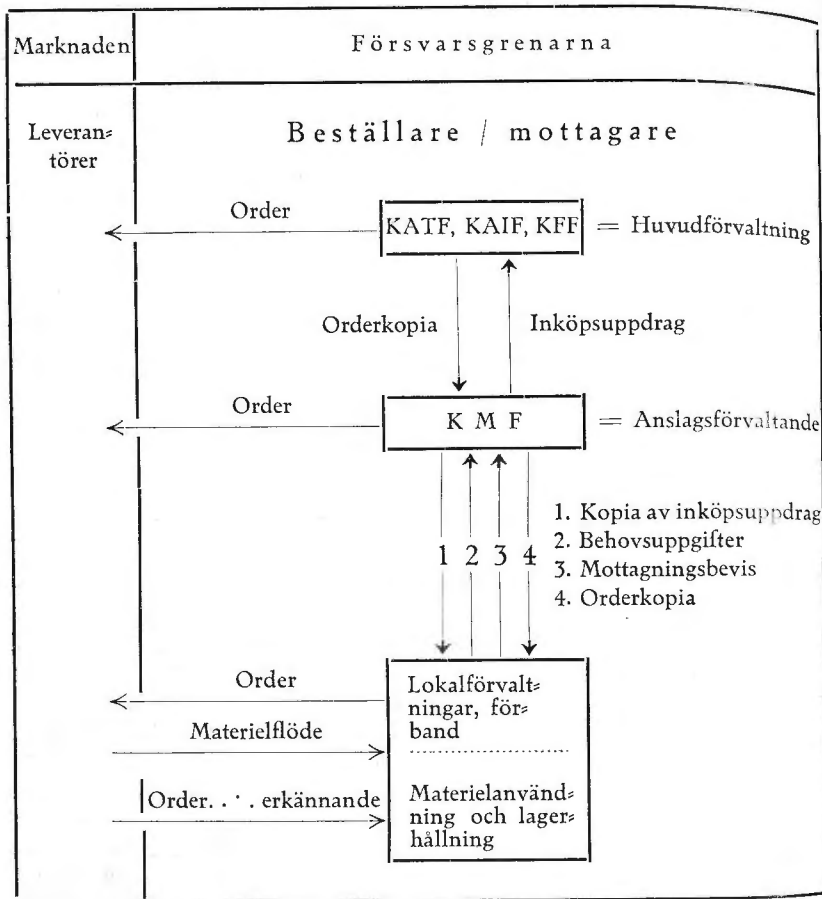 Marknaden
Försvarsgrenarna
Leveran=
törer
Beställare / mottagare
Order
KATF, KAIF, KFF
= Huvudförvaltning
Orderkopia
Inköpsuppdrag
Order
K M F
= Anslagsförvaltande
1 2 3 4
1. Kopia av inköpsuppdrag
2. Behovsuppgifter
3. Mottagningsbevis
4. Orderkopia
Order
Lokalförvalt=
ningar, för=
band
Materielflöde
Order. . · . erkännande
Materielanvänd=
ning och lager=
hållning